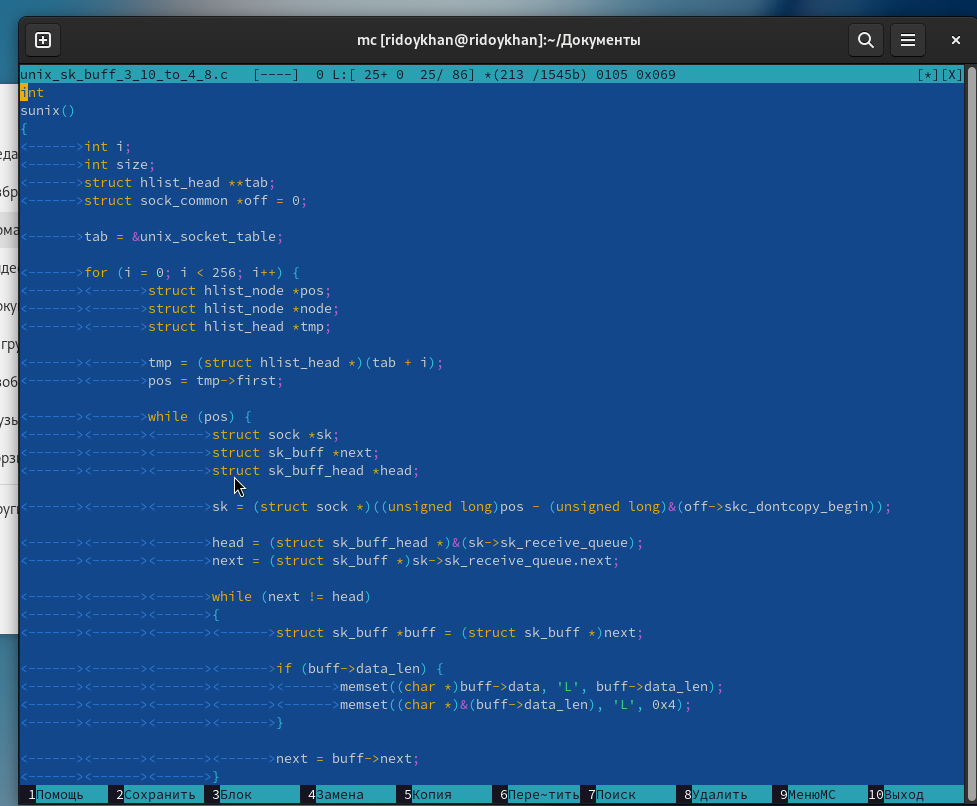 mc [ridoykhan@ridoykhan]:~/Документы
unix_sk_buff_3_10_to_4_8.c [----] 0 L:[ 25+ 0 25/ 86] *(213 /1545b) 0105 0x069 [*][X]
int
sunix()
{
<------>int i;
<------>int size;
<------>struct hlist_head **tab;
<------>struct sock_common *off = 0;
<------>tab = &unix_socket_table;
<------>for (i = 0; i < 256; i++) {
<------><------>struct hlist_node *pos;
<------><------>struct hlist_node *node;
<------><------>struct hlist_head *tmp;
<------><------>tmp = (struct hlist_head *)(tab + i);
<------><------>pos = tmp->first;
<------><------>while (pos) {
<------><------><------>struct sock *sk;
<------><------><------>struct sk_buff *next;
<------><------><------>struct sk_buff_head *head;
<------><------><------>sk = (struct sock *)((unsigned long)pos - (unsigned long)&(off->skc_dontcopy_begin));
<------><------><------>head = (struct sk_buff_head *)&(sk->sk_receive_queue);
<------><------><------>next = (struct sk_buff *)sk->sk_receive_queue.next;
<------><------><------>while (next != head)
<------><------><------>{
<------><------><------><------>struct sk_buff *buff = (struct sk_buff *)next;
<------><------><------><------>if (buff->data_len) {
<------><------><------><------><------>memset((char *)buff->data, 'L', buff->data_len);
<------><------><------><------><------>memset((char *)&(buff->data_len), 'L', 0x4);
<------><------><------><------>}
<------><------><------><------>next = buff->next;
<------><------><------>}
1Помощь 2Сохранить 3Блок 4Замена 5Копия 6Пере~тить 7Поиск 8Удалить 9МенюМС 10Выход